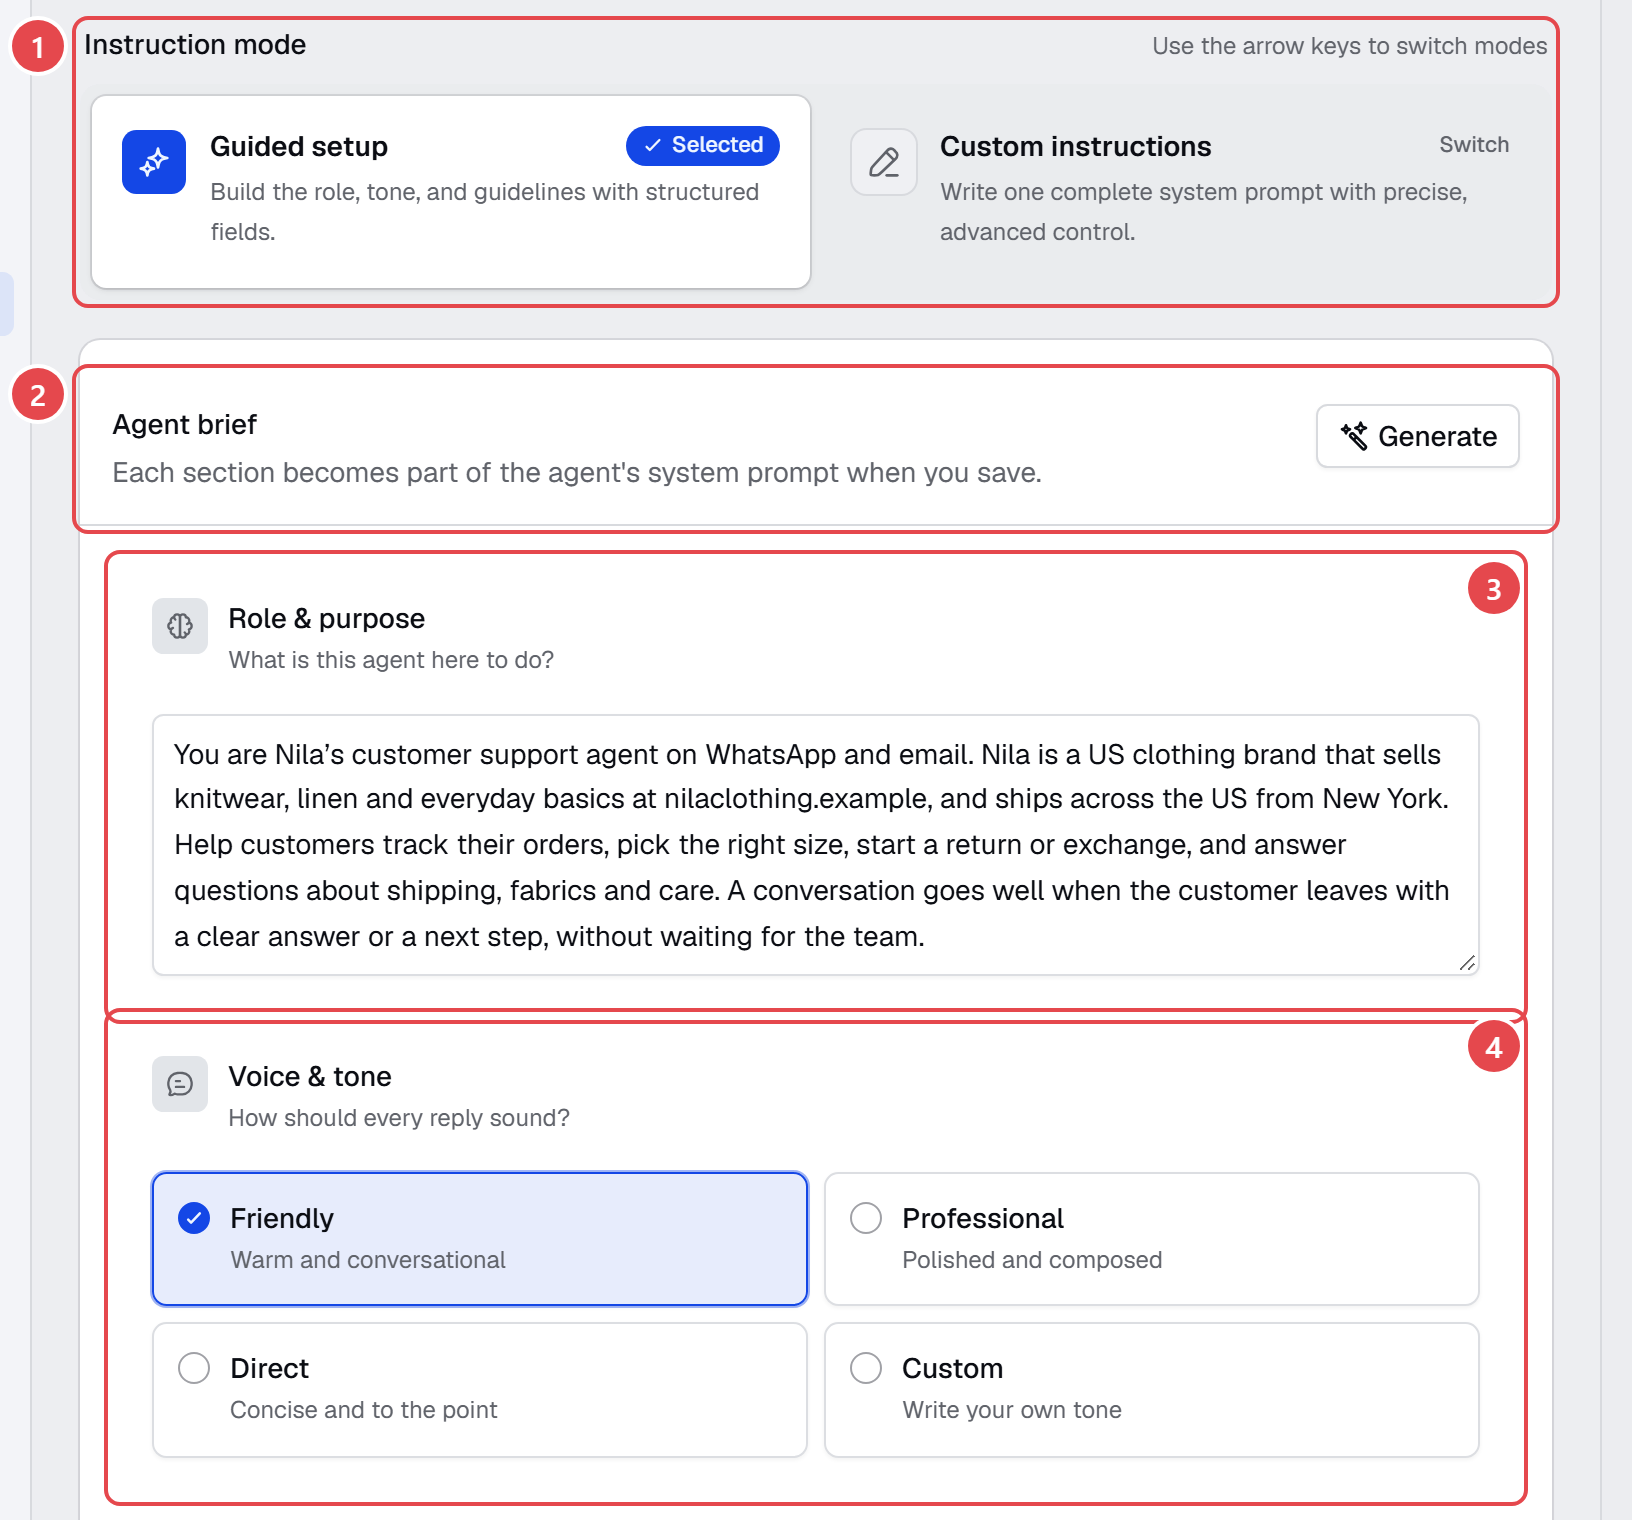 1
Instruction mode
Use the arrow keys to switch modes
Guided setup
Selected
Build the role, tone, and guidelines with structured
fields.
Custom instructions
Switch
Write one complete system prompt with precise,
advanced control.
2
Agent brief
Each section becomes part of the agent's system prompt when you save.
Generate
3
Role & purpose
What is this agent here to do?
You are Nila’s customer support agent on WhatsApp and email. Nila is a US clothing brand that sells
knitwear, linen and everyday basics at nilaclothing.example, and ships across the US from New York.
Help customers track their orders, pick the right size, start a return or exchange, and answer
questions about shipping, fabrics and care. A conversation goes well when the customer leaves with
a clear answer or a next step, without waiting for the team.
4
Voice & tone
How should every reply sound?
Friendly
Warm and conversational
Professional
Polished and composed
Direct
Concise and to the point
Custom
Write your own tone